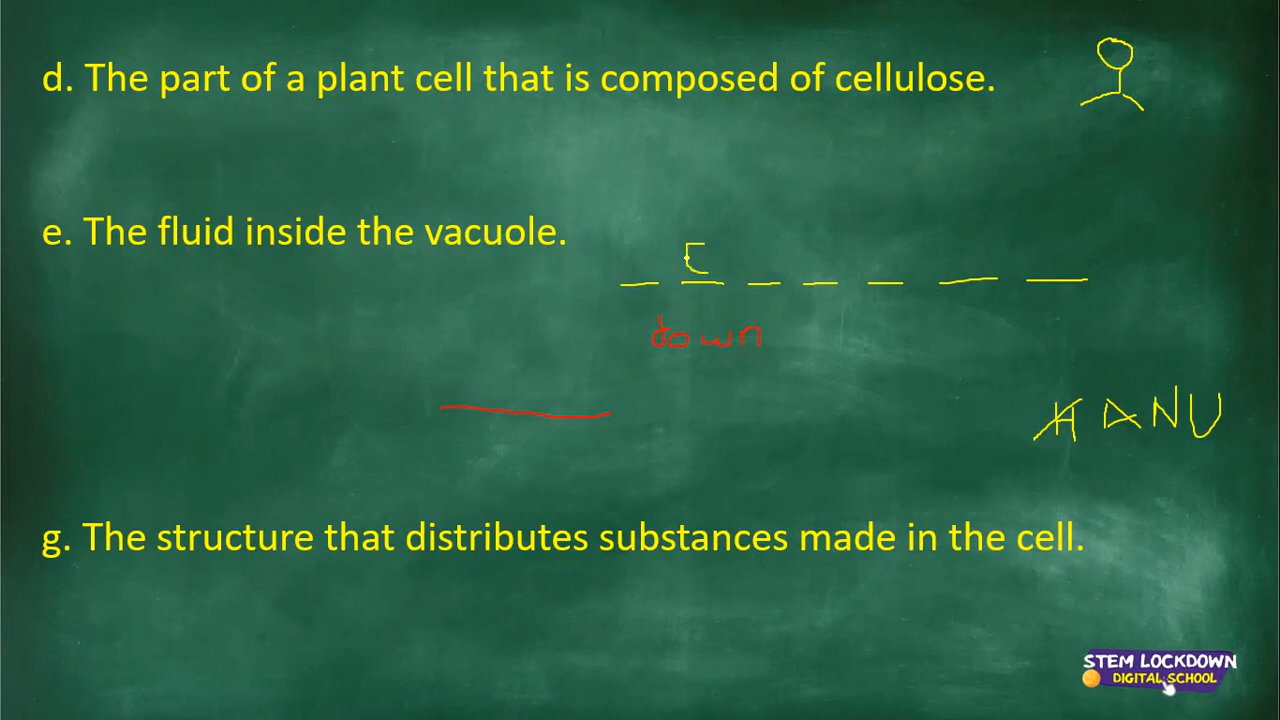 d. The part of a plant cell that is composed of cellulose.
e. The fluid inside the vacuole.
E
down
HANU
g. The structure that distributes substances made in the cell.
STEM LOCKDOWN
DIGITAL SCHOOL